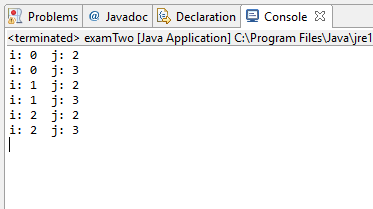 Problems @ Javadoc Declaration Console
<terminated> examTwo [Java Application] C:\Program Files\Java\jre1
i: 0  j: 2
i: 0  j: 3
i: 1  j: 2
i: 1  j: 3
i: 2  j: 2
i: 2  j: 3